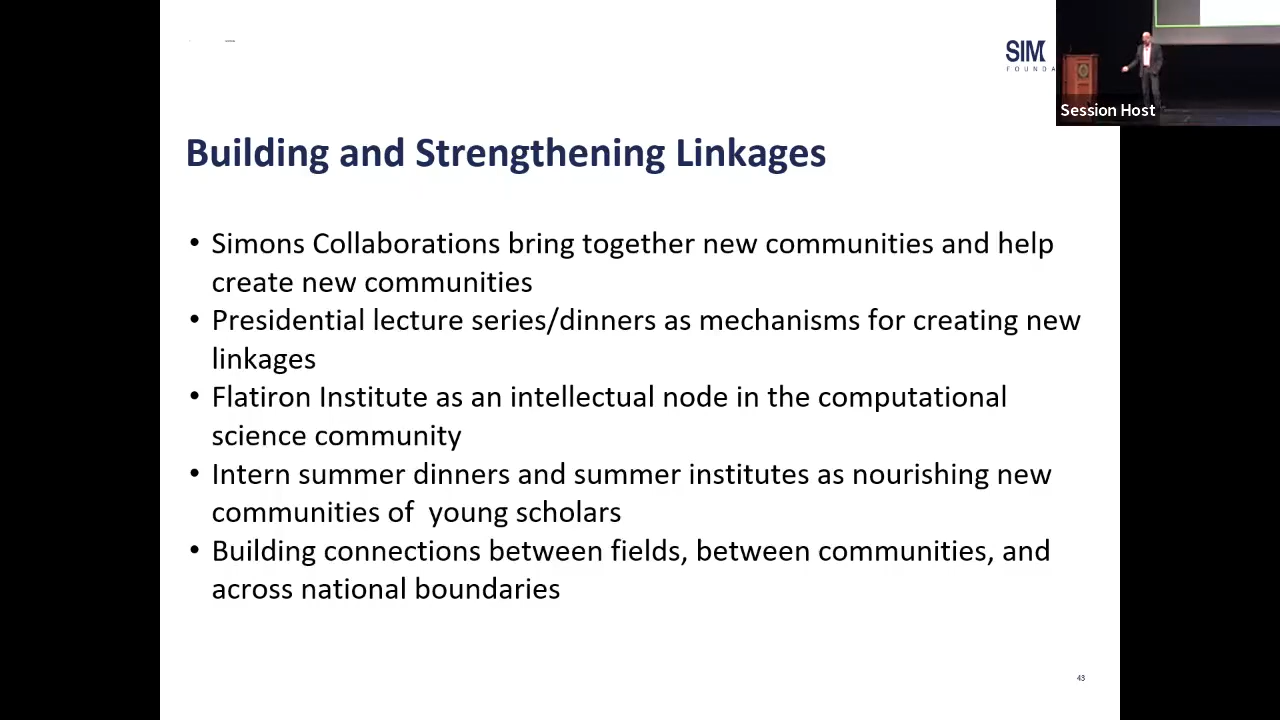 SIM
FOUNDA
Session Host
Building and Strengthening Linkages
• Simons Collaborations bring together new communities and help
create new communities
• Presidential lecture series/dinners as mechanisms for creating new
linkages
• Flatiron Institute as an intellectual node in the computational
science community
• Intern summer dinners and summer institutes as nourishing new
communities of  young scholars
• Building connections between fields, between communities, and
across national boundaries
43